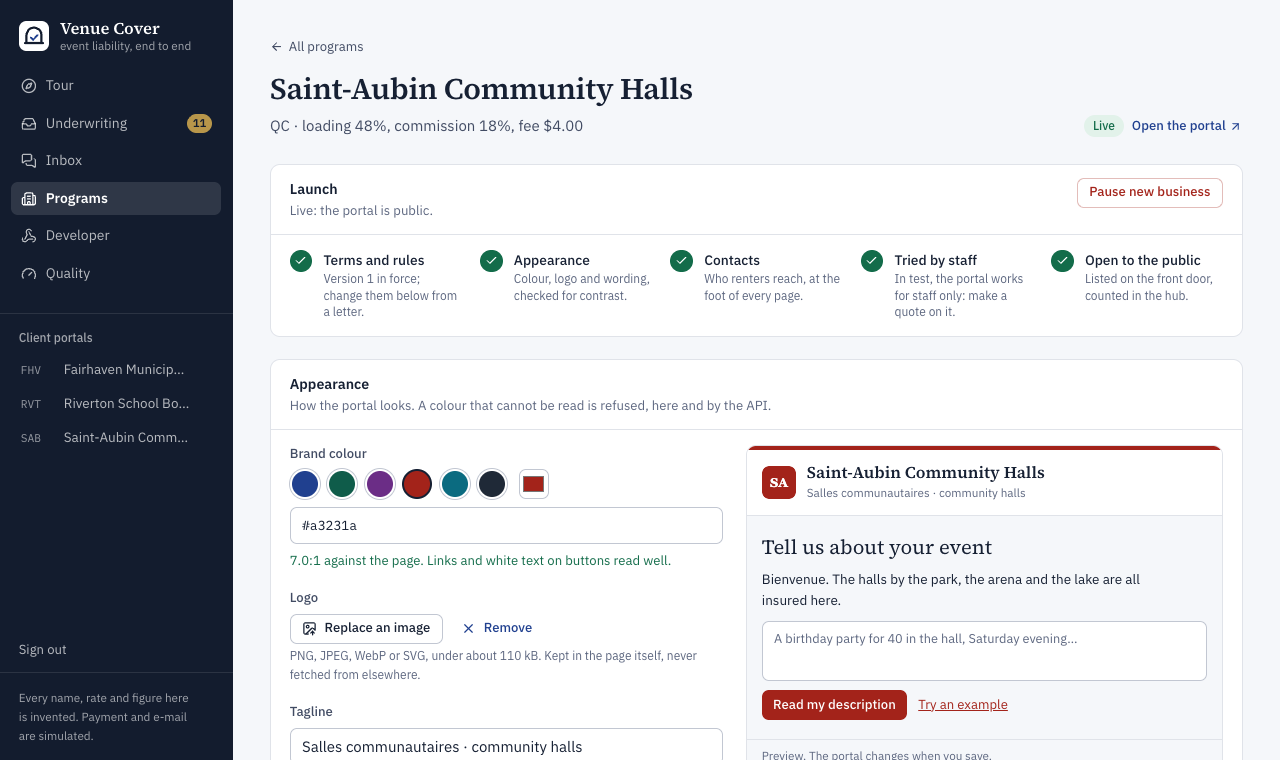 Venue Cover
event liability, end to end
Tour
Underwriting 11
Inbox
Programs
Developer
Quality
Client portals
FHV Fairhaven Municip...
RVT Riverton School Bo...
SAB Saint-Aubin Comm...
Sign out
Every name, rate and figure here
is invented. Payment and e-mail
are simulated.
← All programs
Saint-Aubin Community Halls
QC · loading 48%, commission 18%, fee $4.00
Live Open the portal ↗
Launch
Live: the portal is public.
Pause new business
Terms and rules
Version 1 in force;
change them below from
a letter.
Appearance
Colour, logo and wording,
checked for contrast.
Contacts
Who renters reach, at the
foot of every page.
Tried by staff
In test, the portal works
for staff only: make a
quote on it.
Open to the public
Listed on the front door,
counted in the hub.
Appearance
How the portal looks. A colour that cannot be read is refused, here and by the API.
Brand colour
#a3231a
7.0:1 against the page. Links and white text on buttons read well.
Logo
Replace an image
Remove
PNG, JPEG, WebP or SVG, under about 110 kB. Kept in the page itself, never
fetched from elsewhere.
Tagline
Salles communautaires · community halls
SA
Saint-Aubin Community Halls
Salles communautaires · community halls
Tell us about your event
Bienvenue. The halls by the park, the arena and the lake are all
insured here.
A birthday party for 40 in the hall, Saturday evening...
Read my description
Try an example
Preview. The portal changes when you save.